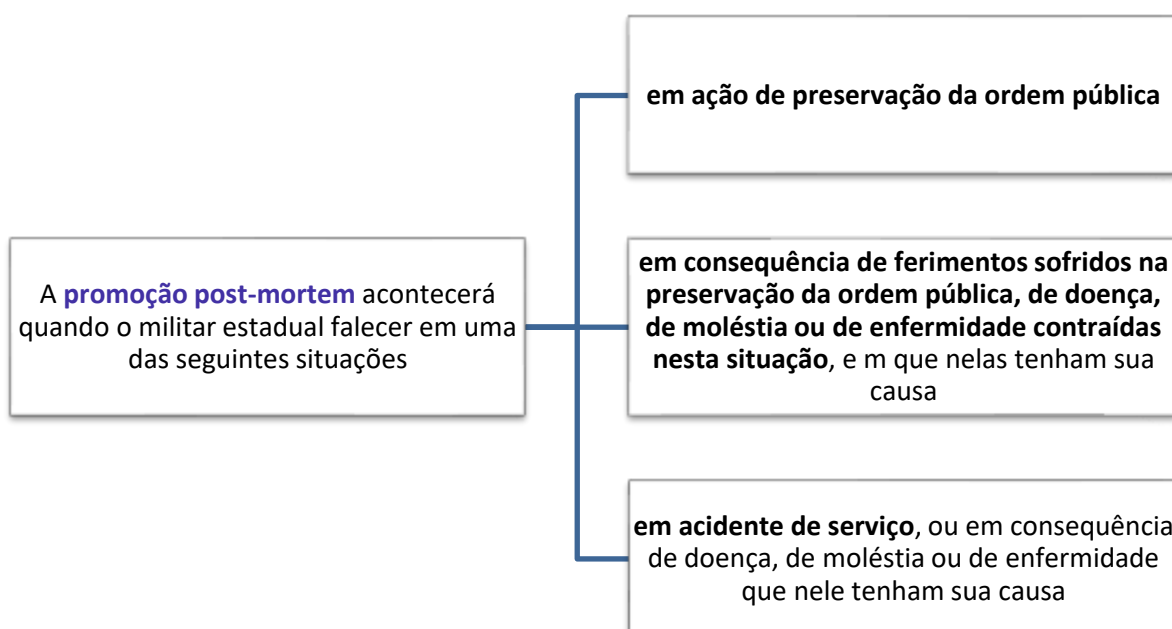 em ação de preservação da ordem pública
A promoção post-mortem acontecerá
quando o militar estadual falecer em uma
das seguintes situações
em consequência de ferimentos sofridos na
preservação da ordem pública, de doença,
de moléstia ou de enfermidade contraídas
nesta situação, e m que nelas tenham sua
causa
em acidente de serviço, ou em consequência
de doença, de moléstia ou de enfermidade
que nele tenham sua causa